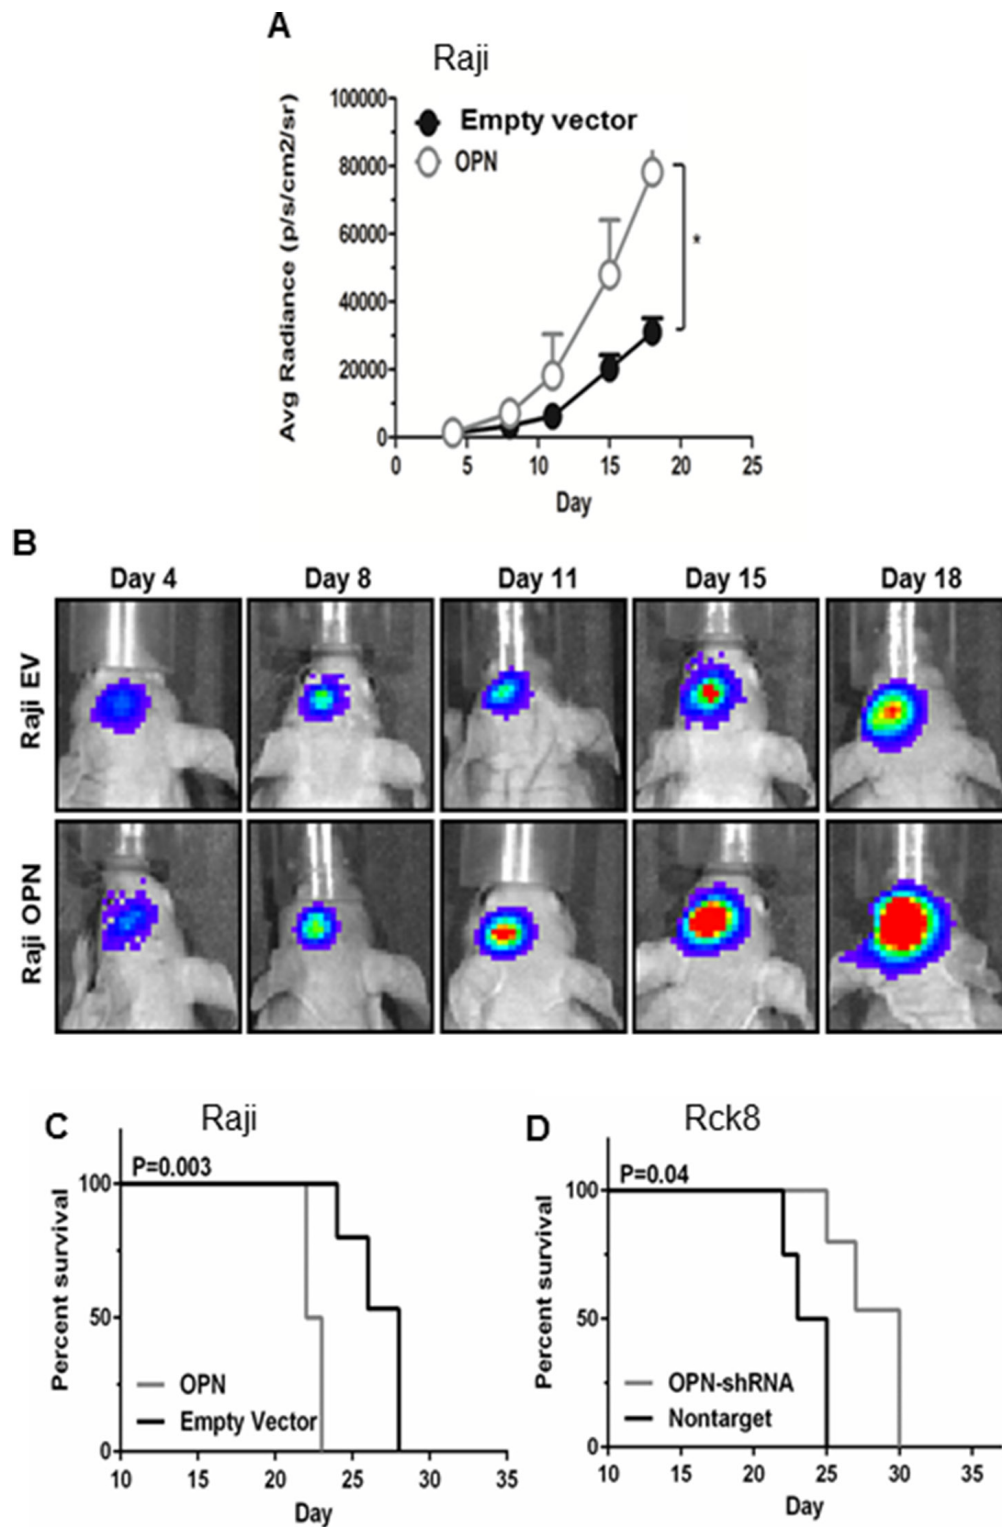 A
Raji
Avg Radiance (p/s/cm2/sr)
100000
80000
60000
40000
20000
0
Empty vector
OPN
*
0 5 10 15 20 25
Day
B
Day 4 Day 8 Day 11 Day 15 Day 18
Raji EV
Raji OPN
C
Raji
P=0.003
Percent survival
100
50
0
OPN
Empty Vector
10 15 20 25 30 35
Day
D
Rck8
P=0.04
Percent survival
100
50
0
OPN-shRNA
Nontarget
10 15 20 25 30 35
Day